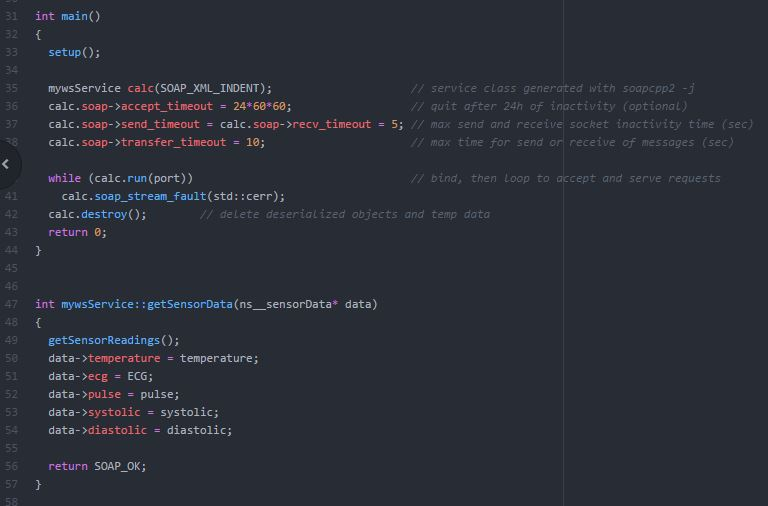 31 int main()
32 {
33 setup();
34
35 mywsService calc(SOAP_XML_INDENT); // service class generated with soapcpp2 -j
36 calc.soap->accept_timeout = 24*60*60; // quit after 24h of inactivity (optional)
37 calc.soap->send_timeout = calc.soap->recv_timeout = 5; // max send and receive socket inactivity time (sec)
38 calc.soap->transfer_timeout = 10; // max time for send or receive of messages (sec)
while (calc.run(port)) // bind, then loop to accept and serve requests
41 calc.soap_stream_fault(std::cerr);
42 calc.destroy(); // delete deserialized objects and temp data
43 return 0;
44 }
45
46
47 int mywsService::getSensorData(ns__sensorData* data)
48 {
49 getSensorReadings();
50 data->temperature = temperature;
51 data->ecg = ECG;
52 data->pulse = pulse;
53 data->systolic = systolic;
54 data->diastolic = diastolic;
55
56 return SOAP_OK;
57 }
58